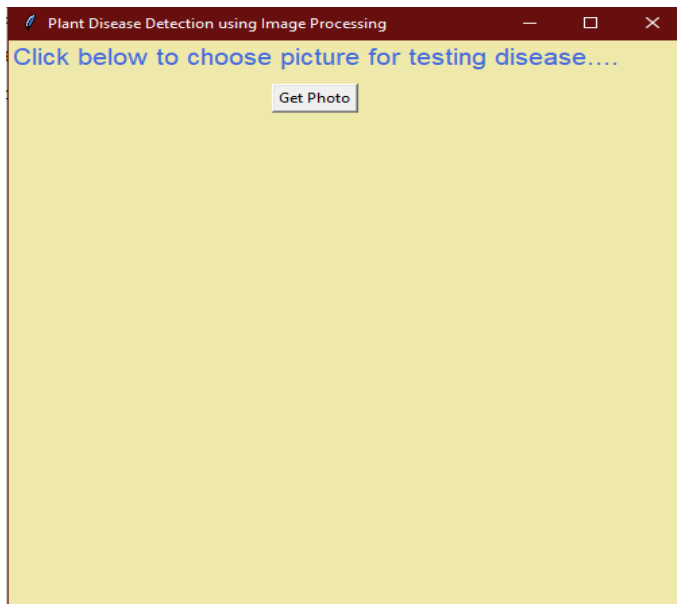 Plant Disease Detection using Image Processing
Click below to choose picture for testing disease....
Get Photo